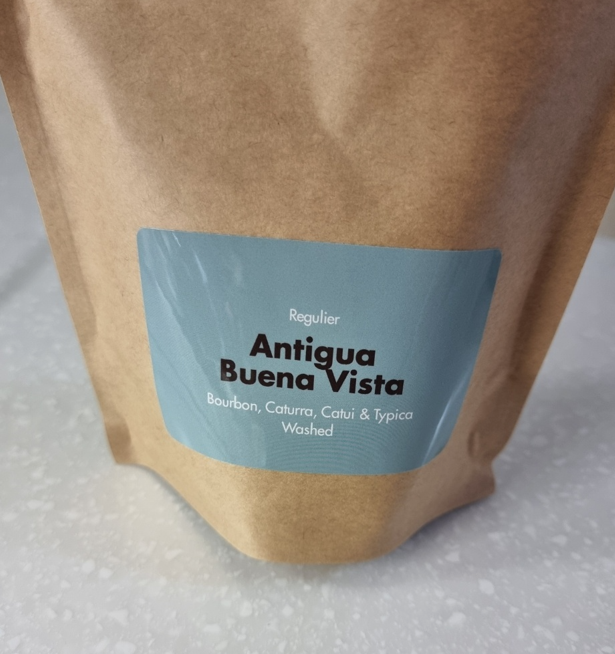 Regulier
Antigua
Buena Vista
Bourbon, Caturra, Catui & Typica
Washed